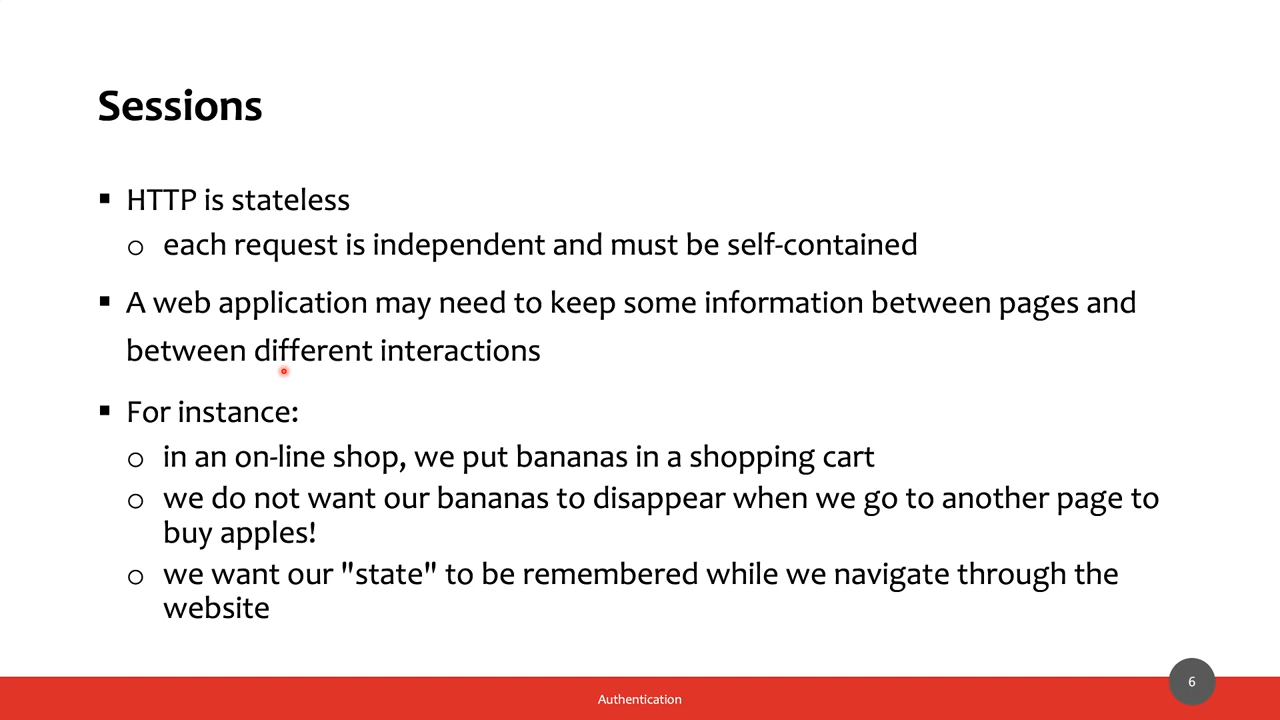 Sessions
▪ HTTP is stateless
o each request is independent and must be self-contained
▪ A web application may need to keep some information between pages and
between different interactions
▪ For instance:
o in an on-line shop, we put bananas in a shopping cart
o we do not want our bananas to disappear when we go to another page to
buy apples!
o we want our "state" to be remembered while we navigate through the
website
6
Authentication